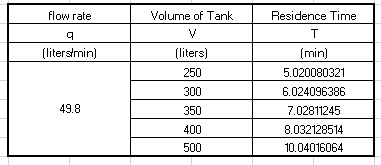 flow rate Volume of Tank Residence Time
q V T
(liters/min) (liters) (min)
250 5.020080321
300 6.024096386
49.8 350 7.02811245
400 8.032128514
500 10.04016064